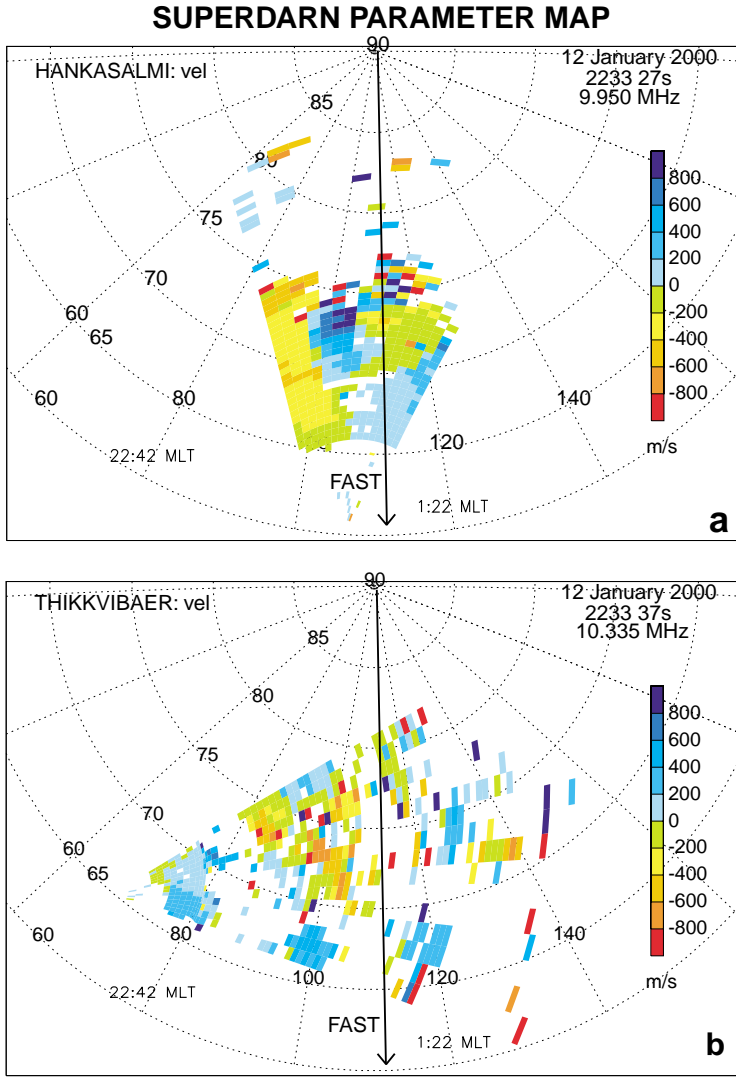 SUPERDARN PARAMETER MAP
HANKASALMI: vel
90
12 January 2000
2233 27s
9.950 MHz
85
80
75
70
60
65
60
80
100
120
140
22:42 MLT
FAST
1:22 MLT
800
600
400
200
0
-200
-400
-600
-800
m/s
a
THIKKVIBAER: vel
90
12 January 2000
2233 37s
10.335 MHz
85
80
75
70
60
65
60
80
100
120
140
22:42 MLT
FAST
1:22 MLT
800
600
400
200
0
-200
-400
-600
-800
m/s
b